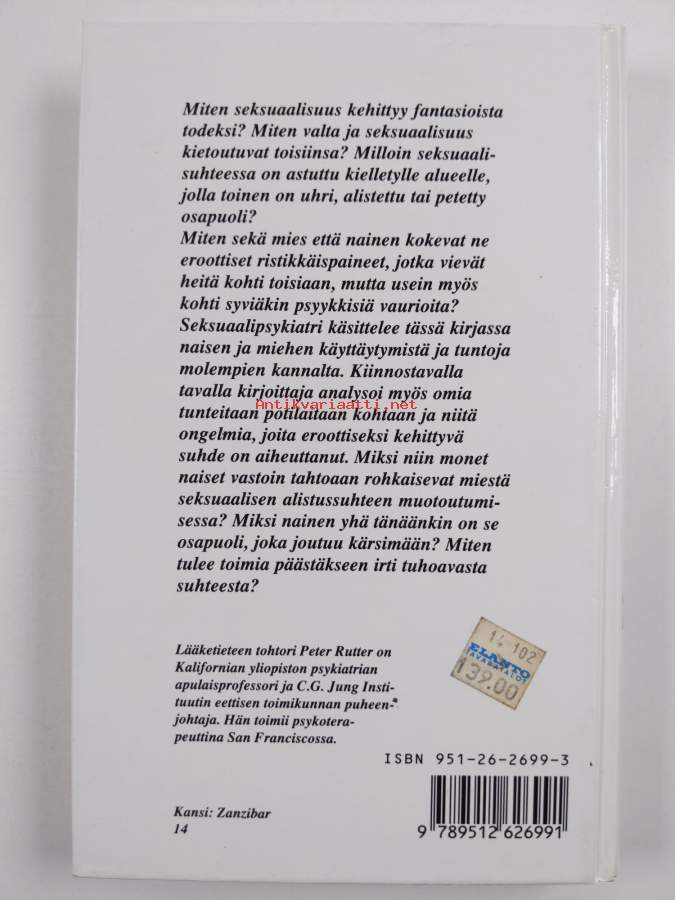 Miten seksuaalisuus kehittyy fantasioista
todeksi? Miten valta ja seksuaalisuus
kietoutuvat toisiinsa? Milloin seksuaali-
suhteessa on astuttu kielletylle alueelle,
jolla toinen on uhri, alistettu tai petetty
osapuoli?
Miten sekä mies että nainen kokevat ne
eroottiset ristikkäispaineet, jotka vievät
heitä kohti toisiaan, mutta usein myös
kohti syviäkin psyykkisiä vaurioita?
Seksuaalipsykiatri käsittelee tässä kirjassa
naisen ja miehen käyttäytymistä ja tuntoja
molempien kannalta. Kiinnostavalla
tavalla kirjoittaja analysoi myös omia
Antikvariaatti.net
tunteitaan potilaitaan kohtaan ja niitä
ongelmia, joita eroottiseksi kehittyvä
suhde on aiheuttanut. Miksi niin monet
naiset vastoin tahtoaan rohkaisevat miestä
seksuaalisen alistussuhteen muotoutumi-
sessa? Miksi nainen yhä tänäänkin on se
osapuoli, joka joutuu kärsimään? Miten
tulee toimia päästäkseen irti tuhoavasta
suhteesta?
14 102
ELANTO
TAVARATALOT
139.00
Lääketieteen tohtori Peter Rutter on
Kalifornian yliopiston psykiatrian
apulaisprofessori ja C.G. Jung Insti-
tuutin eettisen toimikunnan puheen-
johtaja. Hän toimii psykotera-
peuttina San Franciscossa.
ISBN 951-26-2699-3
9 789512 626991
Kansi: Zanzibar
14